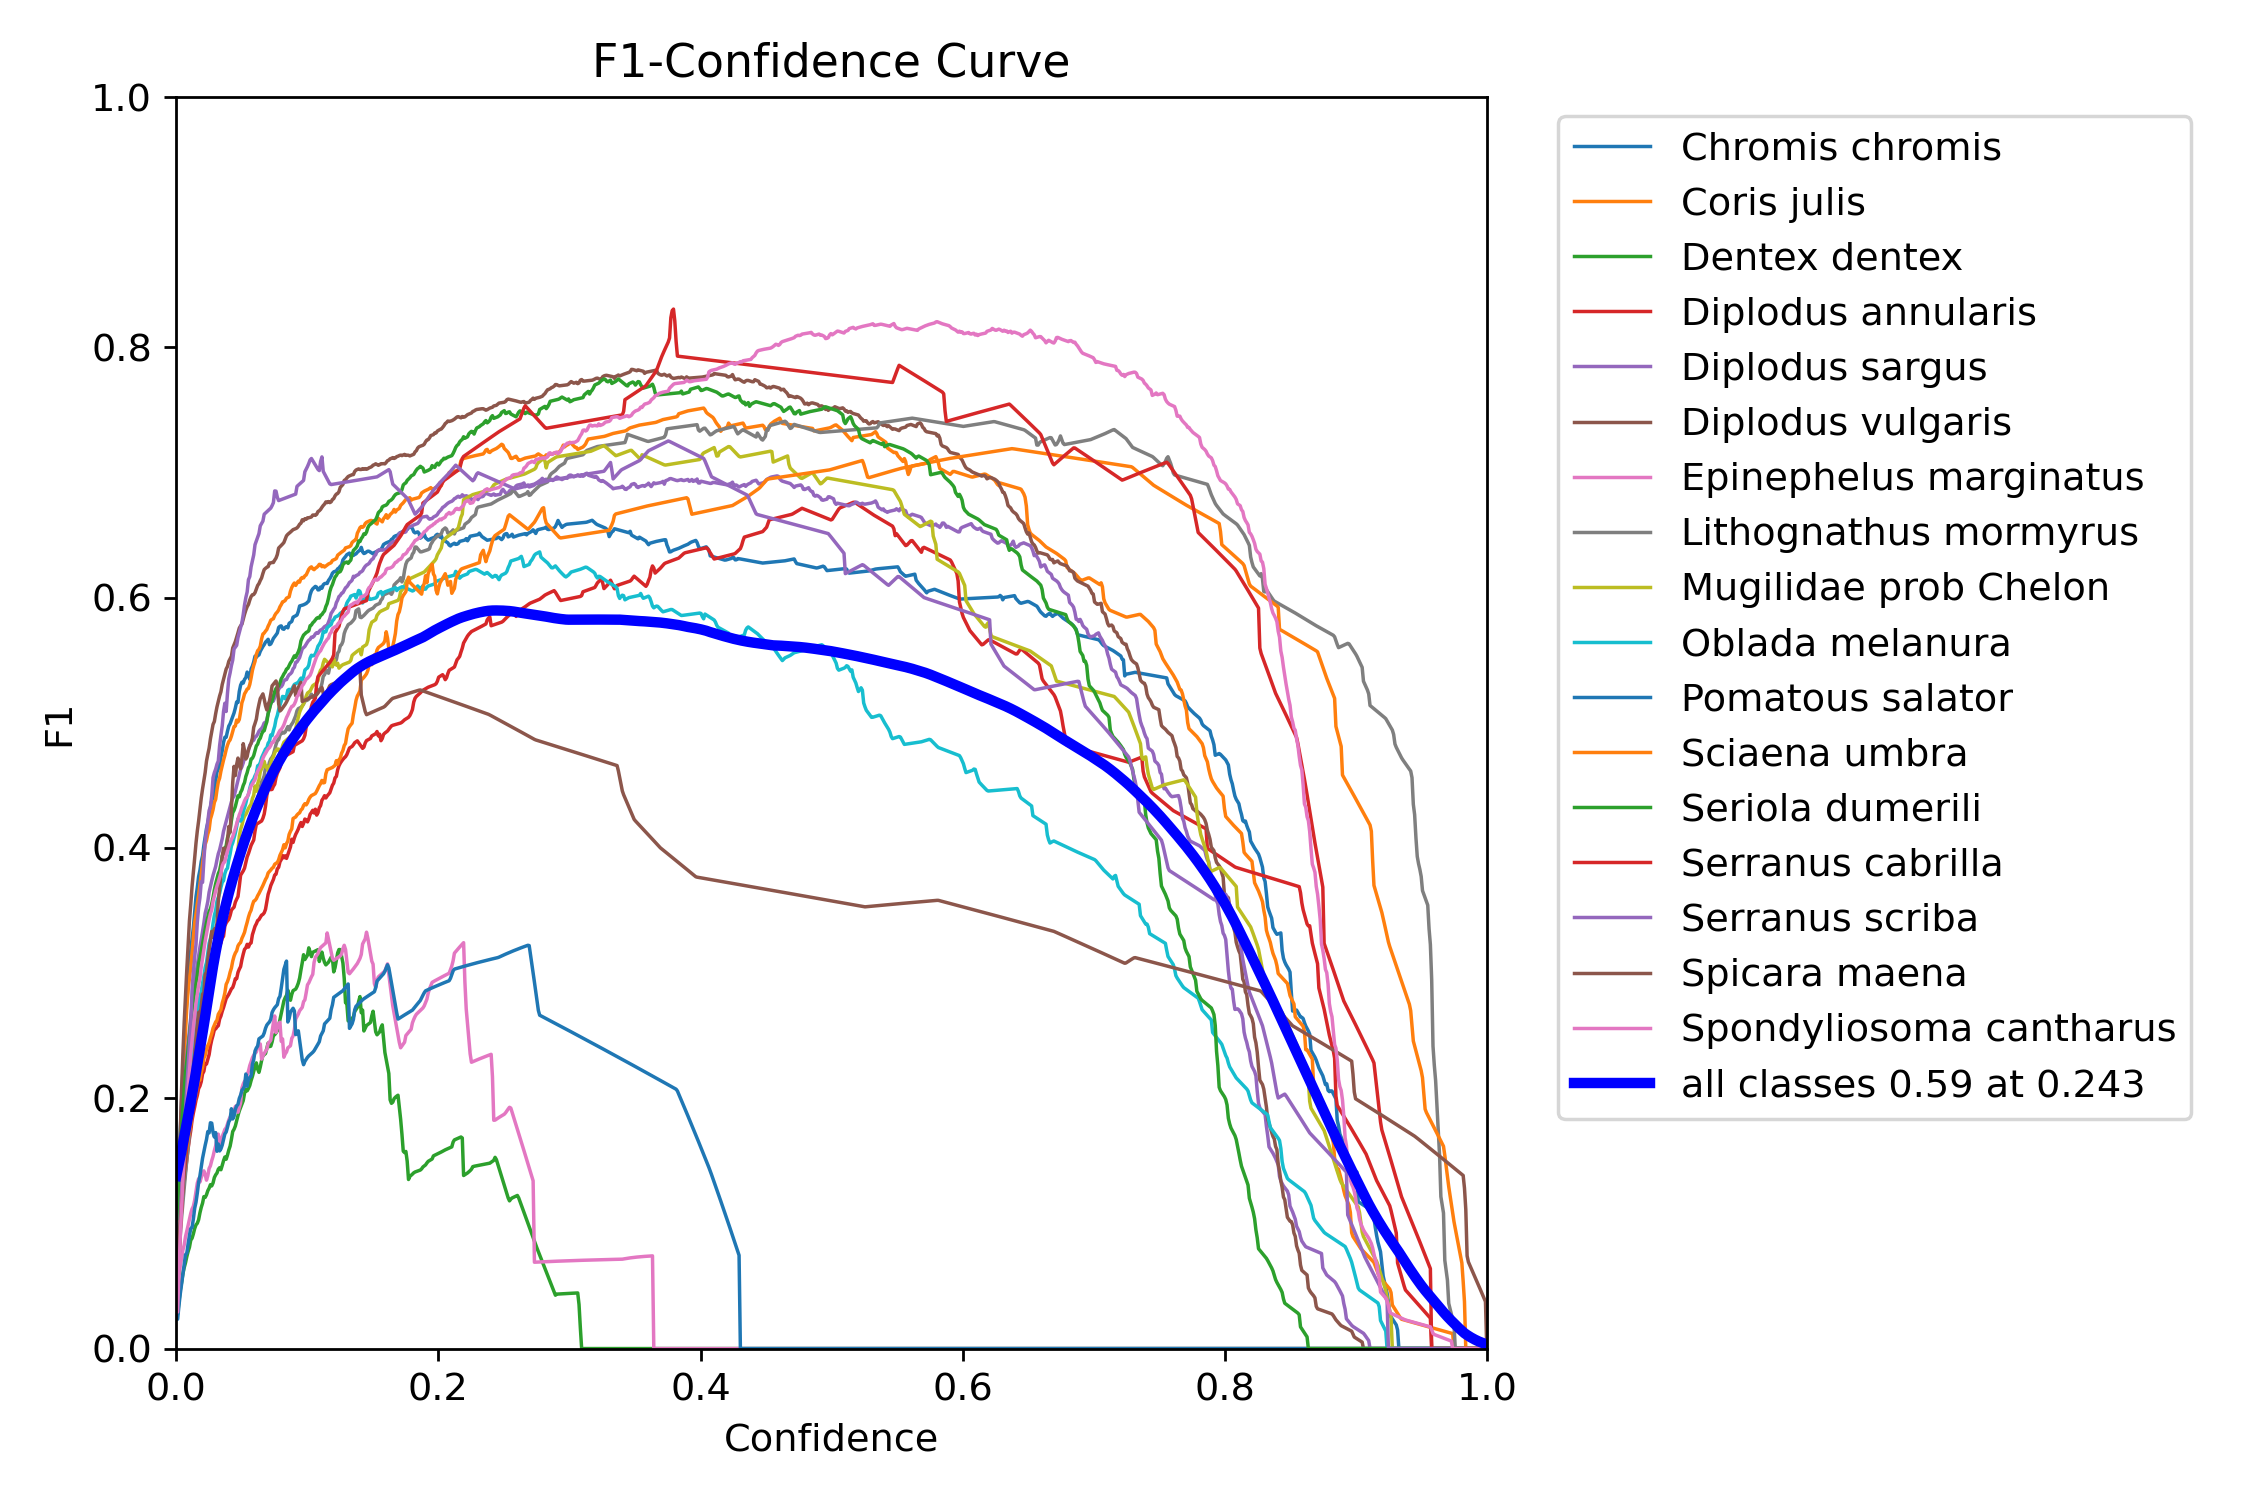 F1-Confidence Curve
1.0
0.8
0.6
0.4
0.2
0.0
F1
0.0 0.2 0.4 0.6 0.8 1.0
Confidence
Chromis chromis
Coris julis
Dentex dentex
Diplodus annularis
Diplodus sargus
Diplodus vulgaris
Epinephelus marginatus
Lithognathus mormyrus
Mugilidae prob Chelon
Oblada melanura
Pomatous salator
Sciaena umbra
Seriola dumerili
Serranus cabrilla
Serranus scriba
Spicara maena
Spondyliosoma cantharus
all classes 0.59 at 0.243